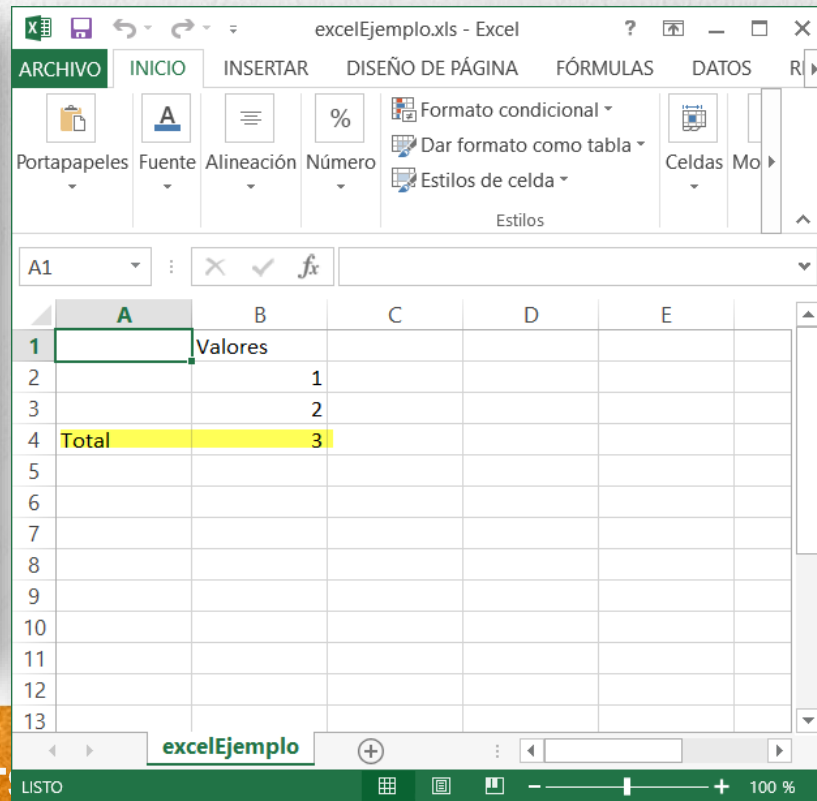 excelEjemplo.xls - Excel ?
ARCHIVO INICIO INSERTAR DISEÑO DE PÁGINA FÓRMULAS DATOS
Portapapeles Fuente Alineación % Número
Formato condicional
Dar formato como tabla
Estilos de celda
Estilos
Celdas
A1 fx
A B C D E
1 Valores
2 1
3 2
4 Total 3
5
6
7
8
9
10
11
12
13
excelEjemplo
LISTO 100 %